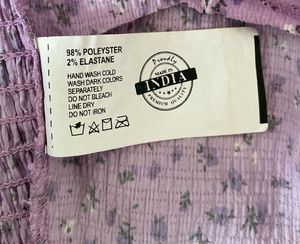 98% POLEYSTER
2% ELASTANE
HAND WASH COLD
WASH DARK COLORS
SEPARATELY
DO NOT BLEACH
LINE DRY
DO NOT IRON
Proudly
MADE IN
INDIA
PREMIUM QUALITY